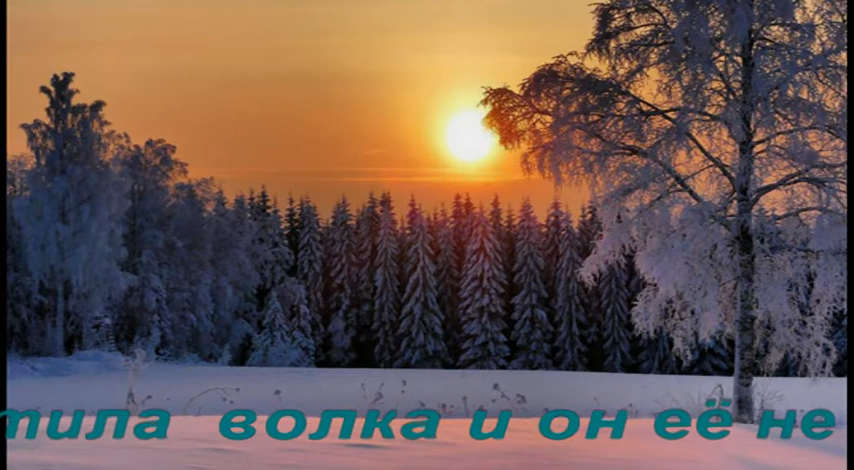 тила волка и он её не